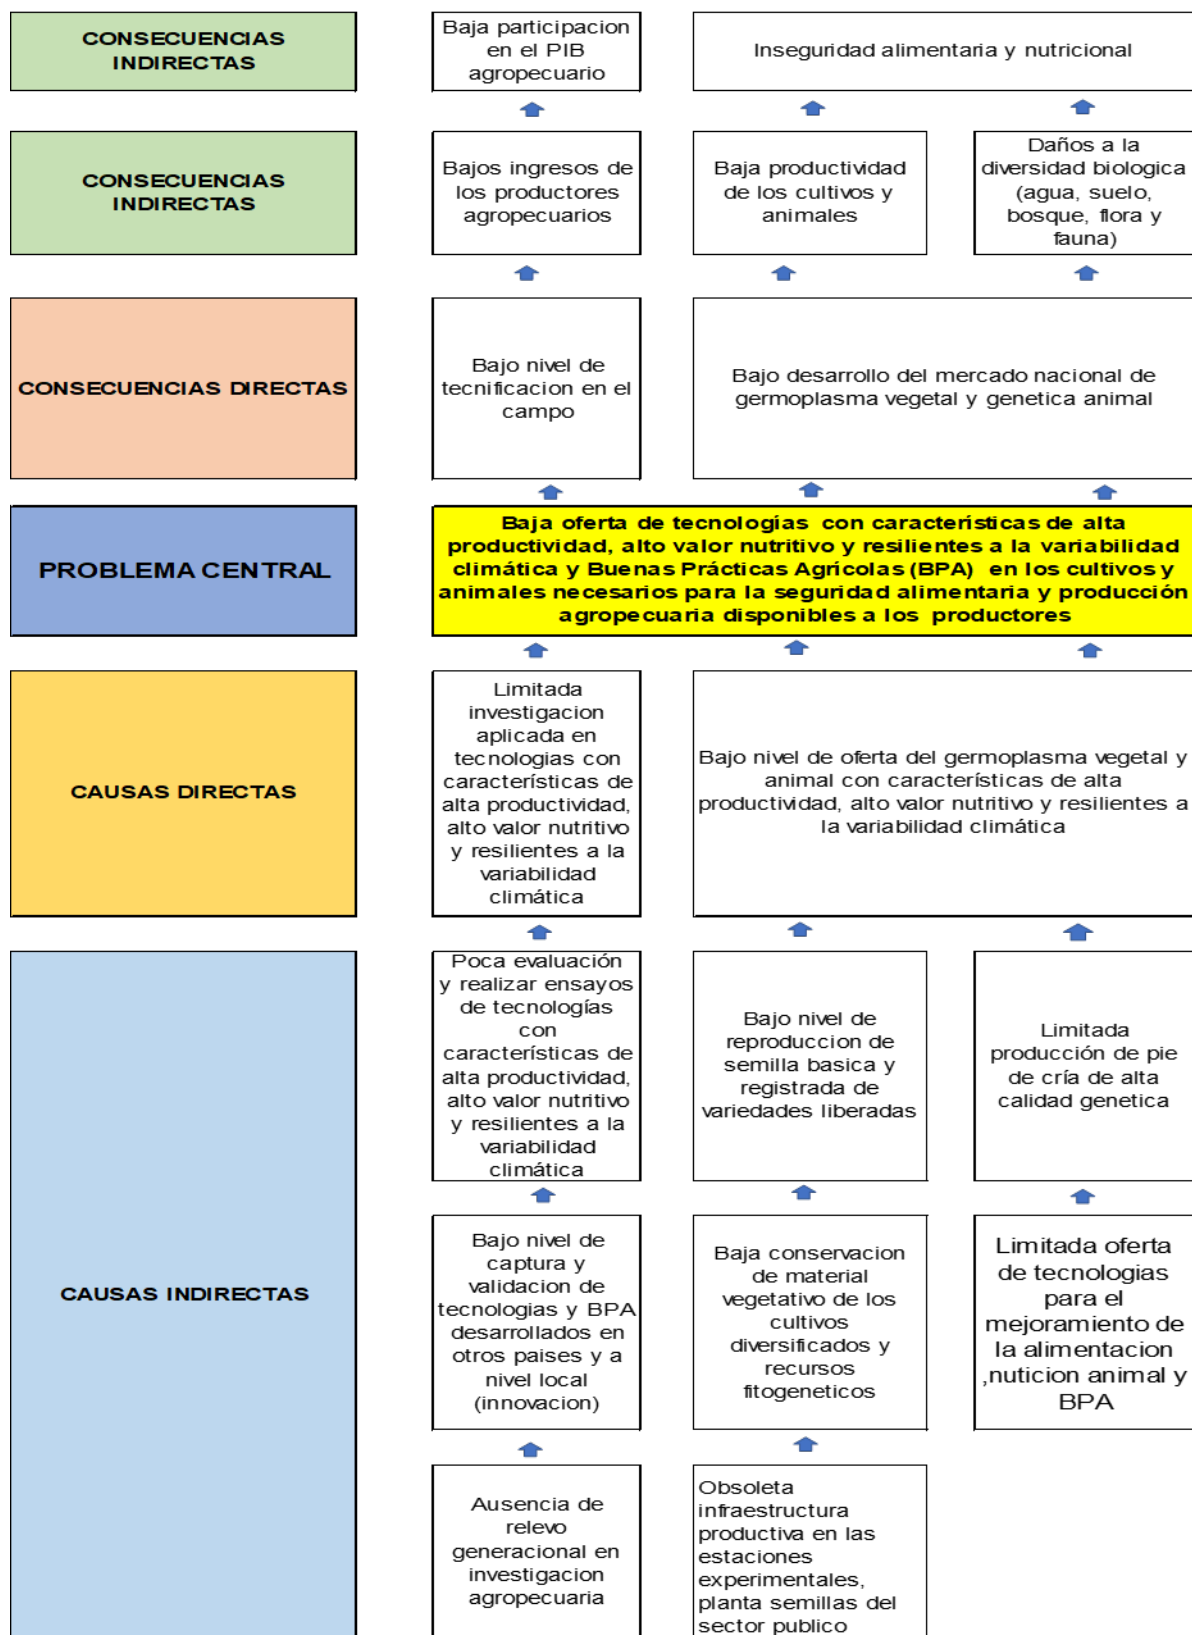 CONSECUENCIAS
INDIRECTAS
Baja participacion
en el PIB
agropecuario
Inseguridad alimentaria y nutricional
CONSECUENCIAS
INDIRECTAS
Bajos ingresos de
los productores
agropecuarios
Baja productividad
de los cultivos y
animales
Daños a la
diversidad biologica
(agua, suelo,
bosque, flora y
fauna)
CONSECUENCIAS DIRECTAS
Bajo nivel de
tecnificacion en el
campo
Bajo desarrollo del mercado nacional de
germoplasma vegetal y genetica animal
PROBLEMA CENTRAL
Baja oferta de tecnologías con características de alta
productividad, alto valor nutritivo y resilientes a la variabilidad
climática y Buenas Prácticas Agrícolas (BPA) en los cultivos y
animales necesarios para la seguridad alimentaria y produción
agropecuaria disponibles a los productores
CAUSAS DIRECTAS
Limitada
investigacion
aplicada en
tecnologias con
características de
alta productividad,
alto valor nutritivo
y resilientes a la
variabilidad
climática
Bajo nivel de oferta del germoplasma vegetal y
animal con características de alta
productividad, alto valor nutritivo y resilientes a
la variabilidad climática
CAUSAS INDIRECTAS
Poca evaluación
y realizar ensayos
de tecnologías
con
características de
alta productividad,
alto valor nutritivo
y resilientes a la
variabilidad
climática
Bajo nivel de
reproduccion de
semilla basica y
registrada de
variedades liberadas
Limitada
producción de pie
de cría de alta
calidad genetica
Bajo nivel de
captura y
validacion de
tecnologias y BPA
desarrollados en
otros paises y a
nivel local
(innovacion)
Baja conservacion
de material
vegetativo de los
cultivos
diversificados y
recursos
fitogeneticos
Limitada oferta
de tecnologias
para el
mejoramiento de
la alimentacion
,nuticion animal y
BPA
Ausencia de
relevo
generacional en
investigacion
agropecuaria
Obsoleta
infraestructura
productiva en las
estaciones
experimentales,
planta semillas del
sector publico